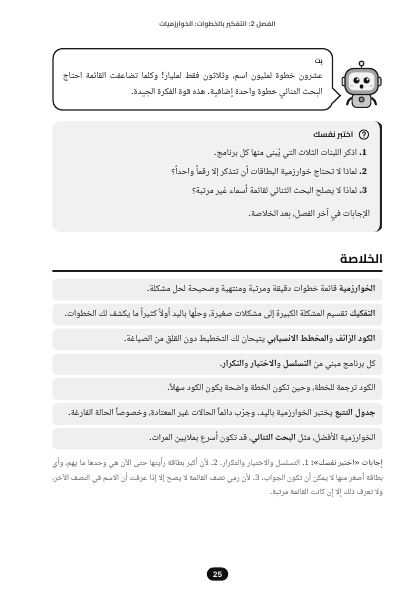 الفصل 2: التفكير بالخطوات: الخوارزميات
بِت
عشرون خطوة لمليون اسم، وثلاثون فقط لمليار! وكلما تضاعفت القائمة احتاج
البحث الثنائي خطوة واحدة إضافية. هذه قوة الفكرة الجيدة.
اختبر نفسك
1. اذكر اللبنات الثلاث التي يُبنى منها كل برنامج.
2. لماذا لا تحتاج خوارزمية البطاقات أن تتذكر إلا رقماً واحداً؟
3. لماذا لا يصلح البحث الثنائي لقائمة أسماء غير مرتبة؟
الإجابات في آخر الفصل، بعد الخلاصة.
الخلاصة
الخوارزمية قائمة خطوات دقيقة ومرتبة ومنتهية وصحيحة لحل مشكلة.
التفكيك تقسيم المشكلة الكبيرة إلى مشكلات صغيرة، وحلّها باليد أولاً كثيراً ما يكشف لك الخطوات.
الكود الزائف والمخطط الانسيابي يتيحان لك التخطيط دون القلق من الصياغة.
كل برنامج مبني من التسلسل والاختيار والتكرار.
الكود ترجمة للخطة، وحين تكون الخطة واضحة يكون الكود سهلاً.
جدول التتبع يختبر الخوارزمية باليد. وجرّب دائماً الحالات غير المعتادة، وخصوصاً الحالة الفارغة.
الخوارزمية الأفضل، مثل البحث الثنائي، قد تكون أسرع بملايين المرات.
إجابات «اختبر نفسك»: 1. التسلسل والاختيار والتكرار. 2. لأن أكبر بطاقة رأيتها حتى الآن هي وحدها ما يهم، وأي
بطاقة أصغر منها لا يمكن أن تكون الجواب. 3. لأن رمي نصف القائمة لا يصح إلا إذا عرفت أن الاسم في النصف الآخر،
ولا تعرف ذلك إلا إن كانت القائمة مرتبة.
25